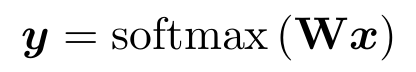 y = softmax (Wx)